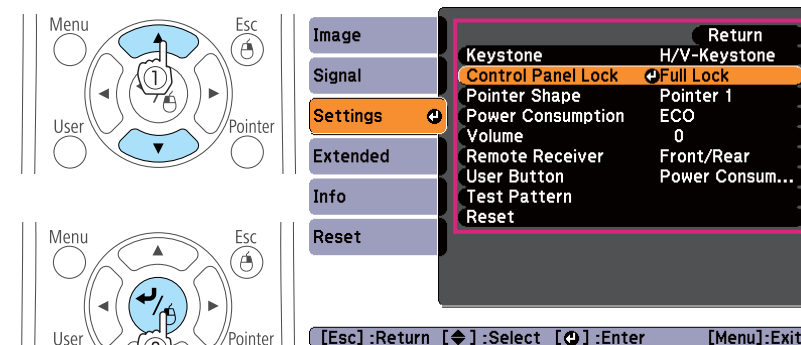 Menu
Esc
①
User
Pointer
Menu
Esc
User
Pointer
Image
Signal
Settings
Extended
Info
Reset
Return
Keystone H/V-Keystone
Control Panel Lock Full Lock
Pointer Shape Pointer 1
Power Consumption ECO
Volume 0
Remote Receiver Front/Rear
User Button Power Consum...
Test Pattern
Reset
[Esc] :Return [◆] :Select [⏎] :Enter [Menu]:Exit